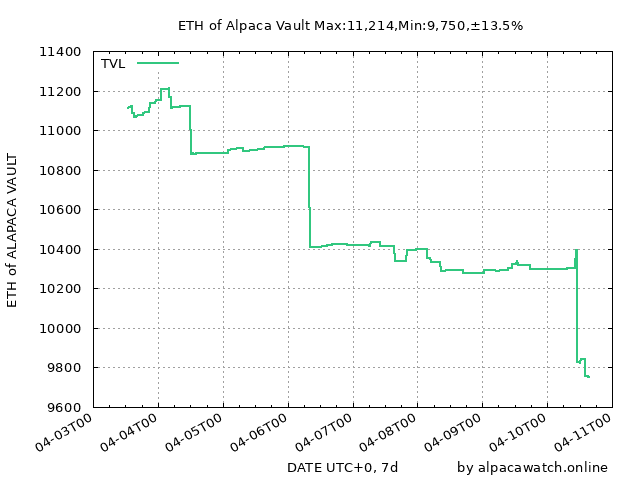 ETH of Alpaca Vault Max:11,214,Min:9,750,±13.5%
TVL
11400
11200
11000
10800
10600
10400
10200
10000
9800
9600
ETH of ALAPACA VAULT
04-03T00
04-04T00
04-05T00
04-06T00
04-07T00
04-08T00
04-09T00
04-10T00
04-11T00
DATE UTC+0, 7d
by alpacawatch.online